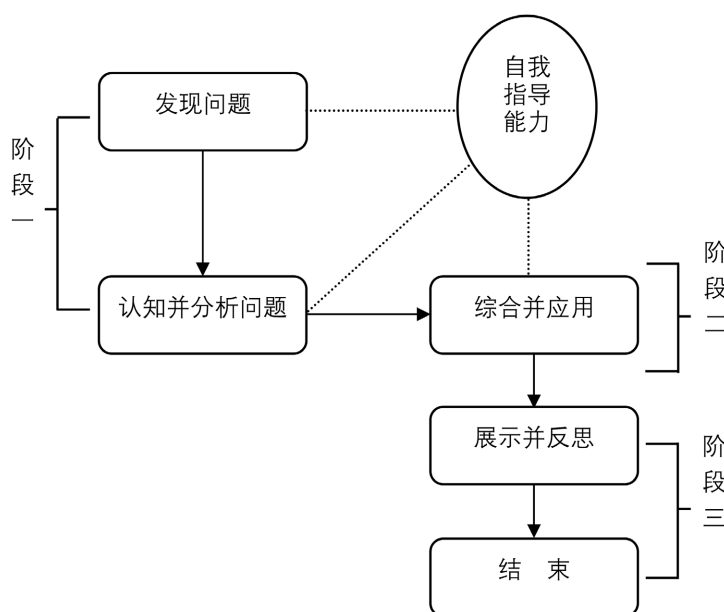 自我
指导
能力
发现问题
阶
段
一
认知并分析问题
综合并应用
阶
段
二
展示并反思
阶
段
三
结 束